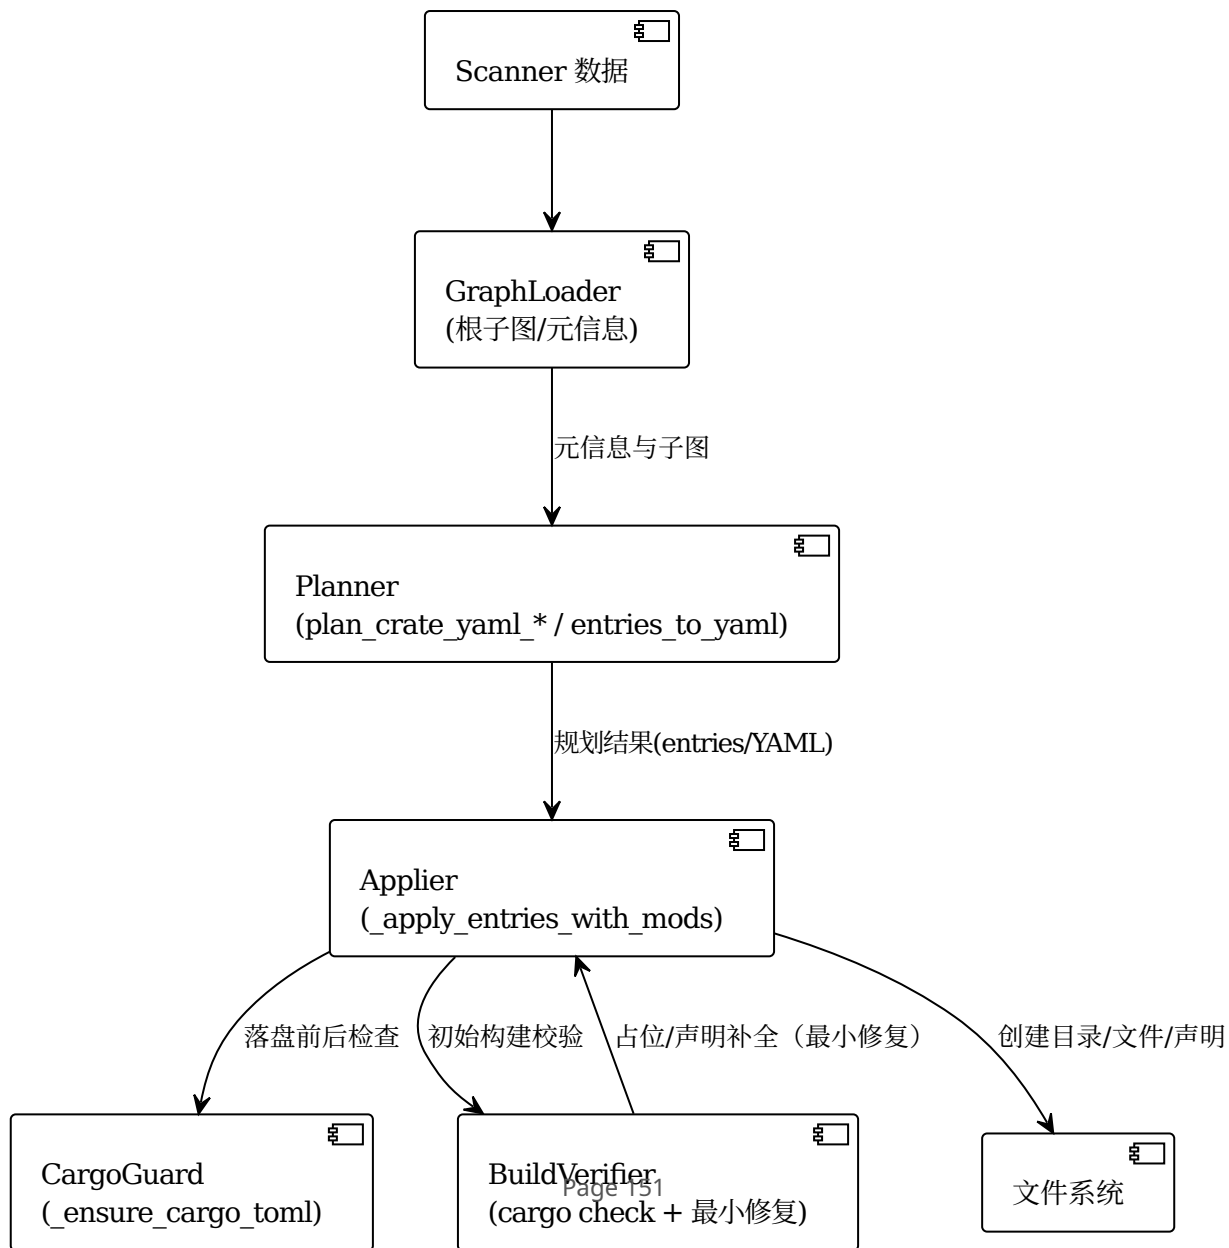 Scanner 数据
GraphLoader
(根子图/元信息)
元信息与子图
Planner
(plan_crate_yaml_* / entries_to_yaml)
规划结果(entries/YAML)
Applier
(_apply_entries_with_mods)
落盘前后检查
初始构建校验
占位/声明补全（最小修复）
创建目录/文件/声明
CargoGuard
(_ensure_cargo_toml)
BuildVerifier
(cargo check + 最小修复)
文件系统
Page 151